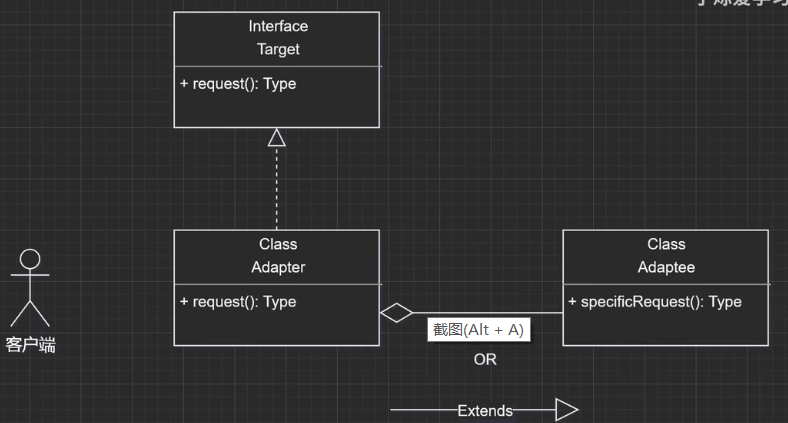 Interface
Target
+ request(): Type
Class
Adapter
+ request(): Type
Class
Adaptee
+ specificRequest(): Type
客户端
截图(Alt + A)
OR
Extends